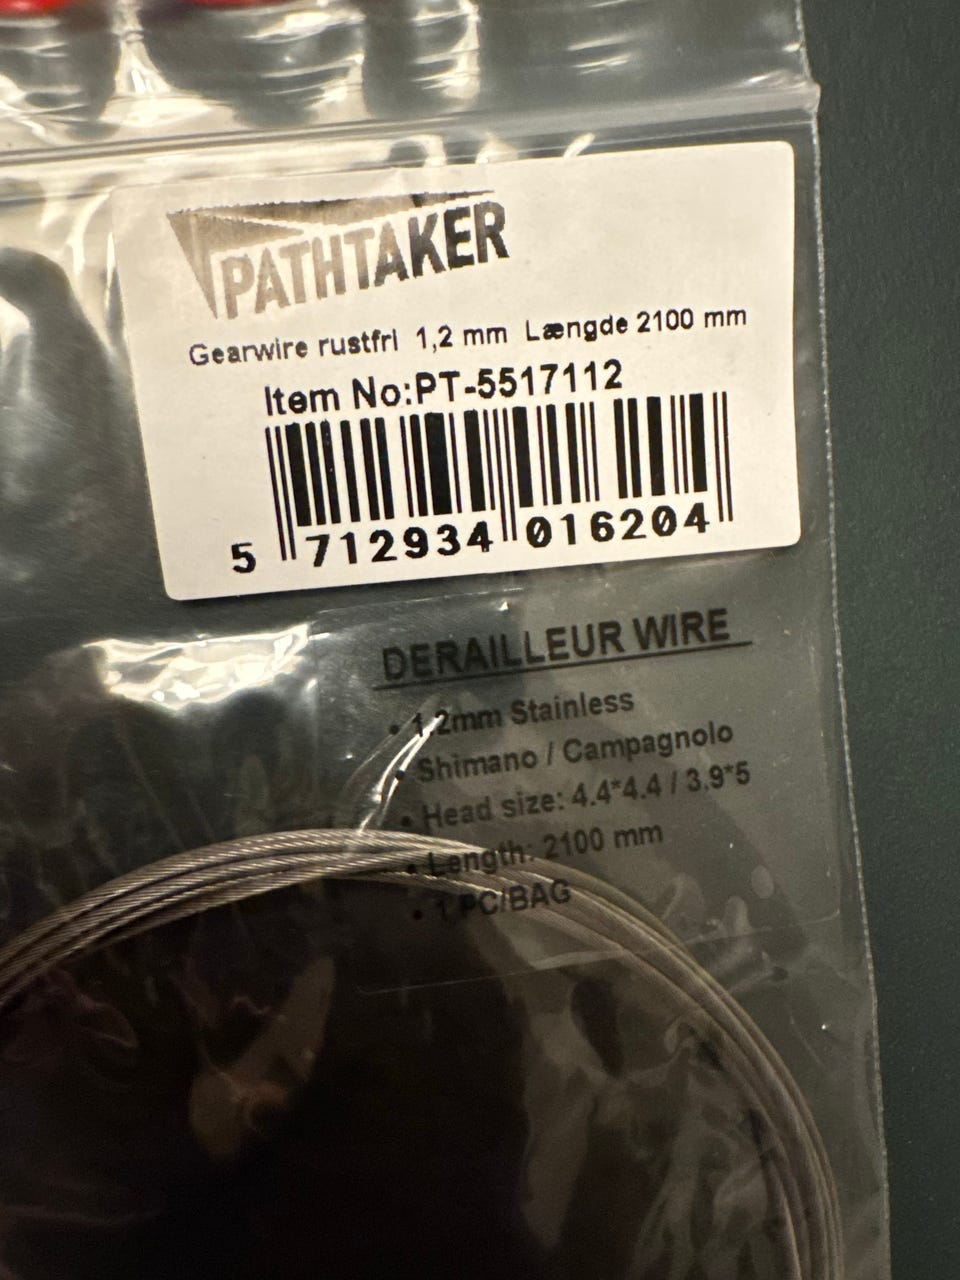 PATHTAKER
Gearwire rustfri 1,2 mm Længde 2100 mm
Item No:PT-5517112
5 712934 016204
DERAILLEUR WIRE
• 1.2mm Stainless
• Shimano / Campagnolo
• Head size: 4.4*4.4 / 3.9*5
• Length: 2100 mm
• 1 PC/BAG